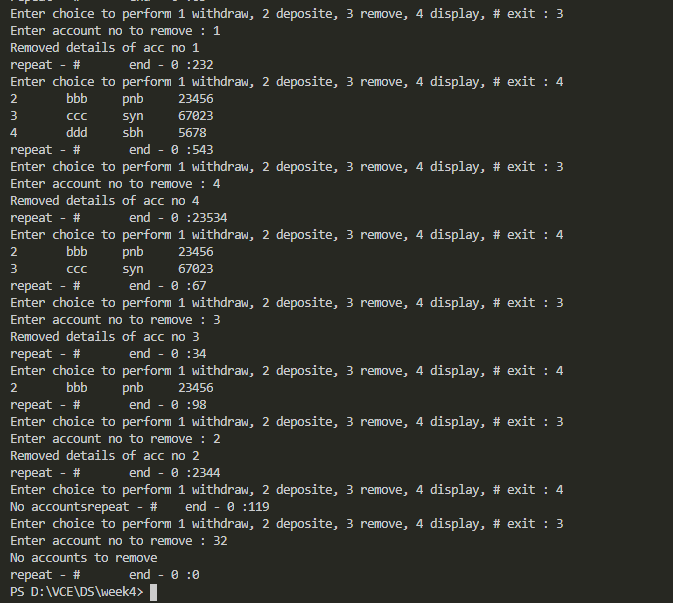 Enter choice to perform 1 withdraw, 2 deposite, 3 remove, 4 display, # exit : 3
Enter account no to remove : 1
Removed details of acc no 1
repeat - #       end - 0 :232
Enter choice to perform 1 withdraw, 2 deposite, 3 remove, 4 display, # exit : 4
2       bbb     pnb     23456
3       ccc     syn     67023
4       ddd     sbh     5678
repeat - #       end - 0 :543
Enter choice to perform 1 withdraw, 2 deposite, 3 remove, 4 display, # exit : 3
Enter account no to remove : 4
Removed details of acc no 4
repeat - #       end - 0 :23534
Enter choice to perform 1 withdraw, 2 deposite, 3 remove, 4 display, # exit : 4
2       bbb     pnb     23456
3       ccc     syn     67023
repeat - #       end - 0 :67
Enter choice to perform 1 withdraw, 2 deposite, 3 remove, 4 display, # exit : 3
Enter account no to remove : 3
Removed details of acc no 3
repeat - #       end - 0 :34
Enter choice to perform 1 withdraw, 2 deposite, 3 remove, 4 display, # exit : 4
2       bbb     pnb     23456
repeat - #       end - 0 :98
Enter choice to perform 1 withdraw, 2 deposite, 3 remove, 4 display, # exit : 3
Enter account no to remove : 2
Removed details of acc no 2
repeat - #       end - 0 :2344
Enter choice to perform 1 withdraw, 2 deposite, 3 remove, 4 display, # exit : 4
No accountsrepeat - #    end - 0 :119
Enter choice to perform 1 withdraw, 2 deposite, 3 remove, 4 display, # exit : 3
Enter account no to remove : 32
No accounts to remove
repeat - #       end - 0 :0
PS D:\VCE\DS\week4>